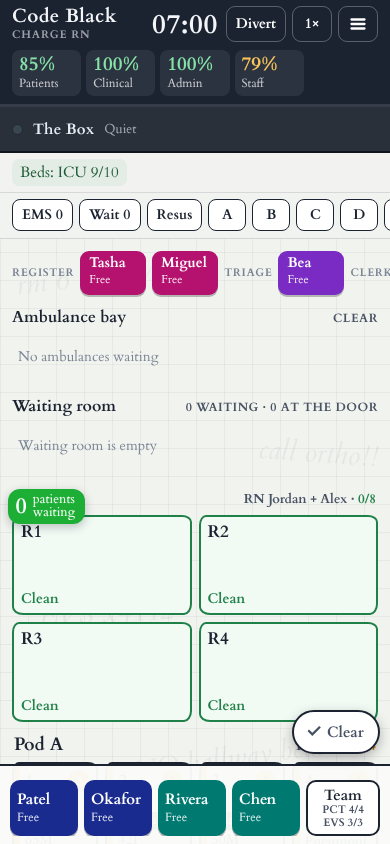 Code Black
CHARGE RN
07:00
Divert
1×
85%
Patients
100%
Clinical
100%
Admin
79%
Staff
The Box Quiet
Beds: ICU 9/10
EMS 0
Wait 0
Resus
A
B
C
D
REGISTER
Tasha
Free
Miguel
Free
TRIAGE
Bea
Free
CLERK
Ambulance bay
CLEAR
No ambulances waiting
Waiting room
0 WAITING · 0 AT THE DOOR
Waiting room is empty
call ortho!!
0 patients
waiting
RN Jordan + Alex · 0/8
R1
Clean
R2
Clean
R3
Clean
R4
Clean
Pod A
hallway
Clear
Patel
Free
Okafor
Free
Rivera
Free
Chen
Free
Team
PCT 4/4
EVS 3/3